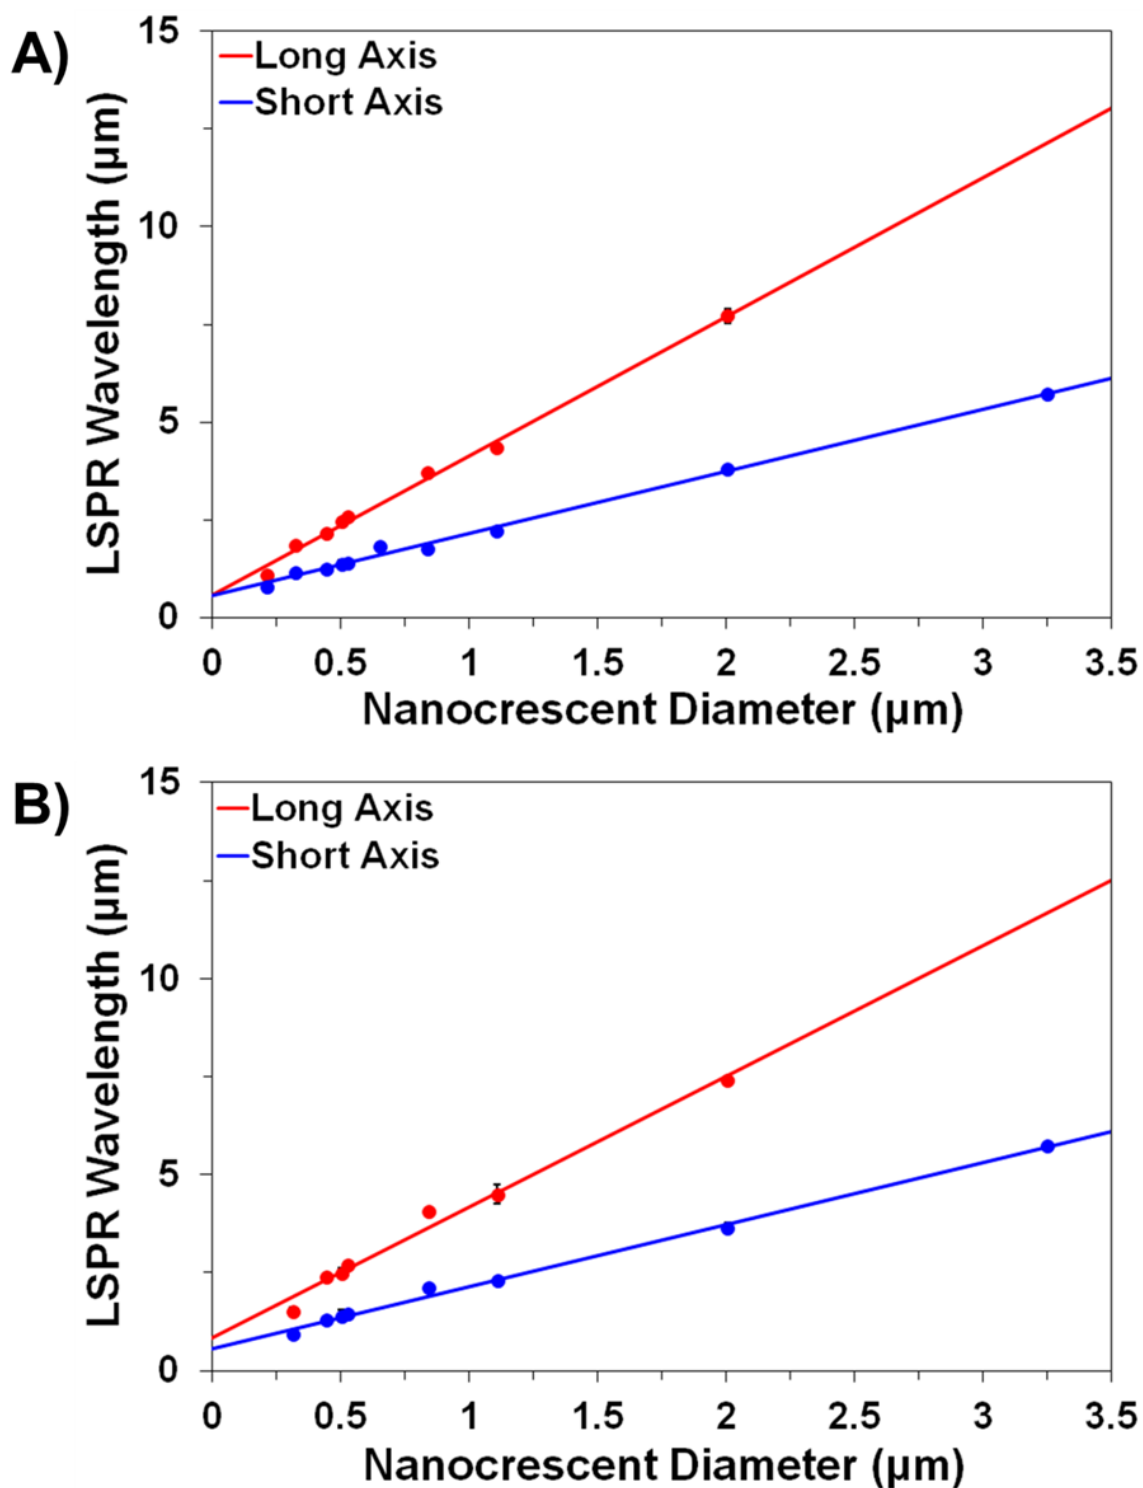 A)
Long Axis
Short Axis
LSPR Wavelength (µm)
15
10
5
0
0 0.5 1 1.5 2 2.5 3 3.5
Nanocrescent Diameter (µm)
B)
Long Axis
Short Axis
LSPR Wavelength (µm)
15
10
5
0
0 0.5 1 1.5 2 2.5 3 3.5
Nanocrescent Diameter (µm)